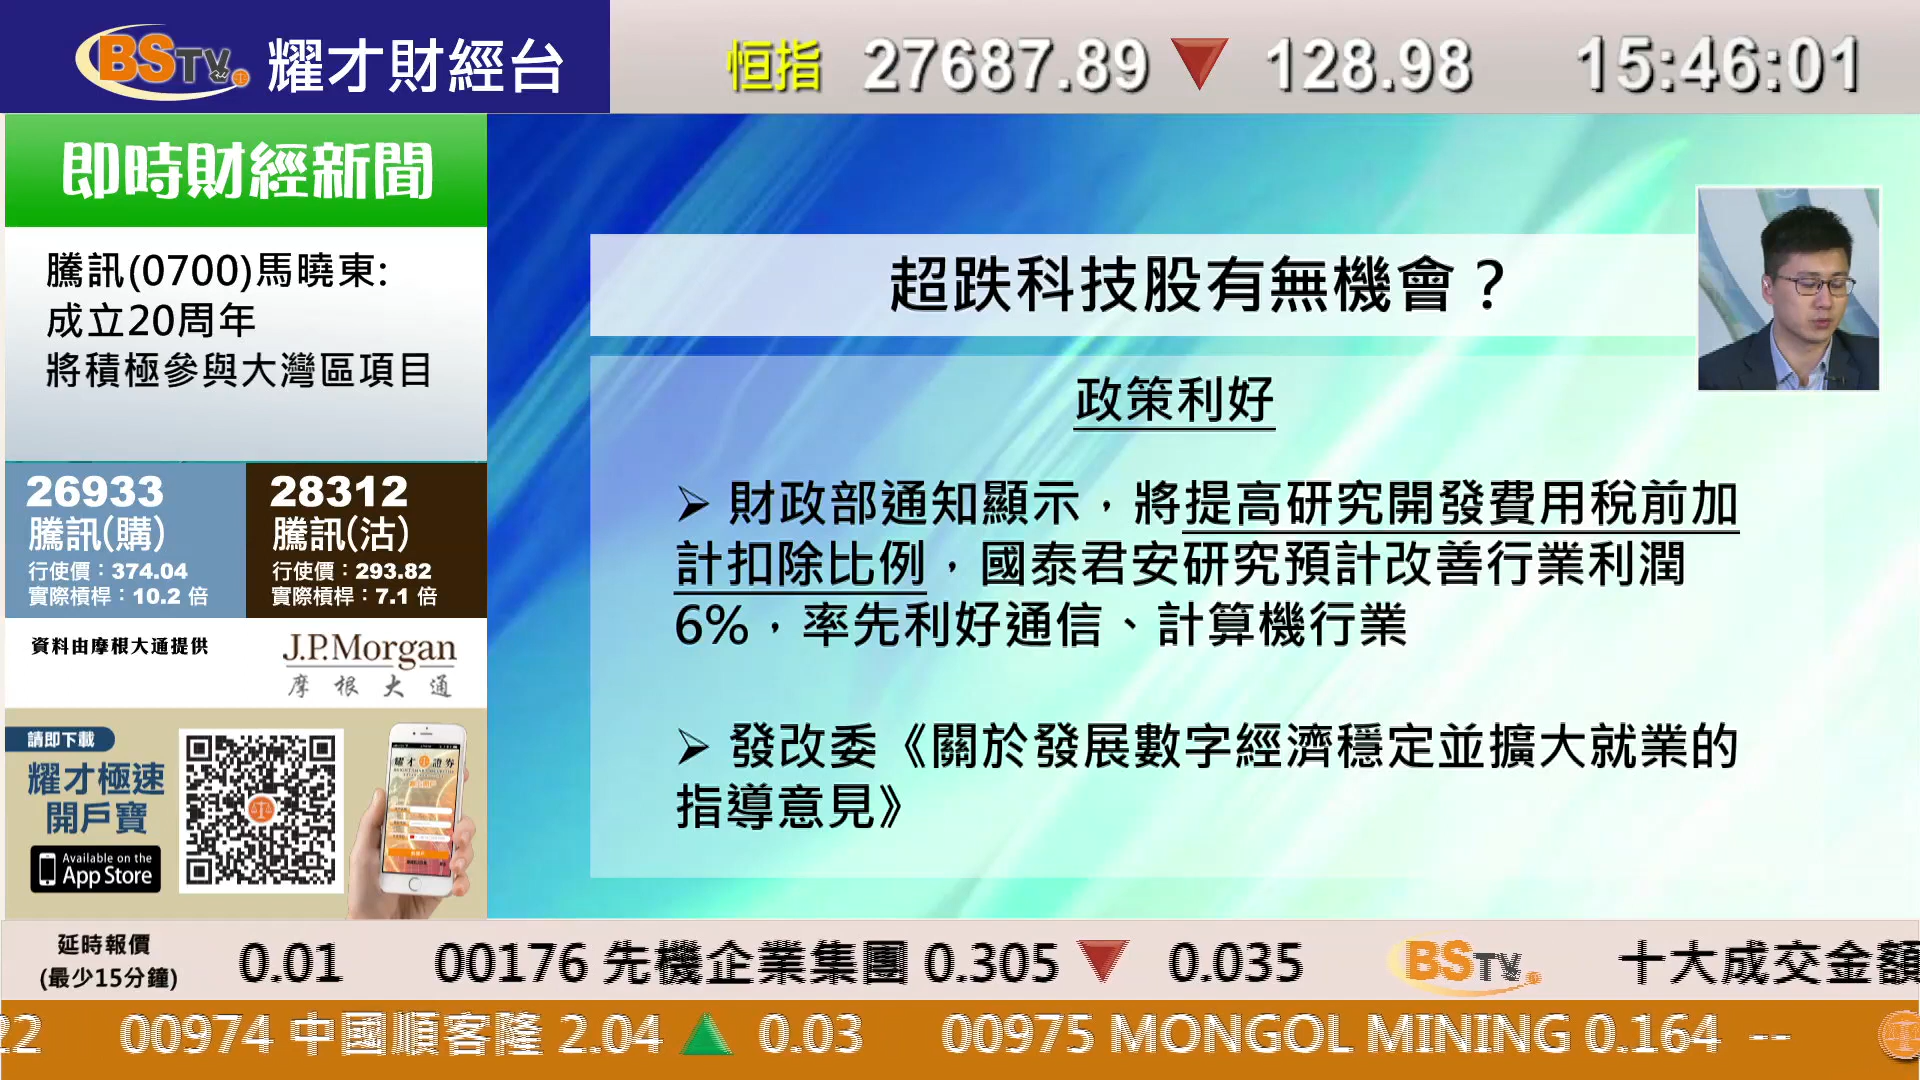 BSTV 耀才財經台
恒指 27687.89 ▼ 128.98 15:46:01
即時財經新聞
騰訊(0700)馬曉東:
成立20周年
將積極參與大灣區項目
26933
騰訊(購)
行使價：374.04
實際槓桿：10.2 倍
28312
騰訊(沽)
行使價：293.82
實際槓桿：7.1 倍
資料由摩根大通提供
J.P.Morgan
摩根大通
請即下載
耀才極速
開戶寶
Available on the
App Store
耀才證券
超跌科技股有無機會？
政策利好
➢ 財政部通知顯示，將提高研究開發費用稅前加
計扣除比例，國泰君安研究預計改善行業利潤
6%，率先利好通信、計算機行業
➢ 發改委《關於發展數字經濟穩定並擴大就業的
指導意見》
延時報價
(最少15分鐘)
0.01 00176 先機企業集團 0.305 ▼ 0.035 BSTV 十大成交金額
22 00974 中國順客隆 2.04 ▲ 0.03 00975 MONGOL MINING 0.164 --